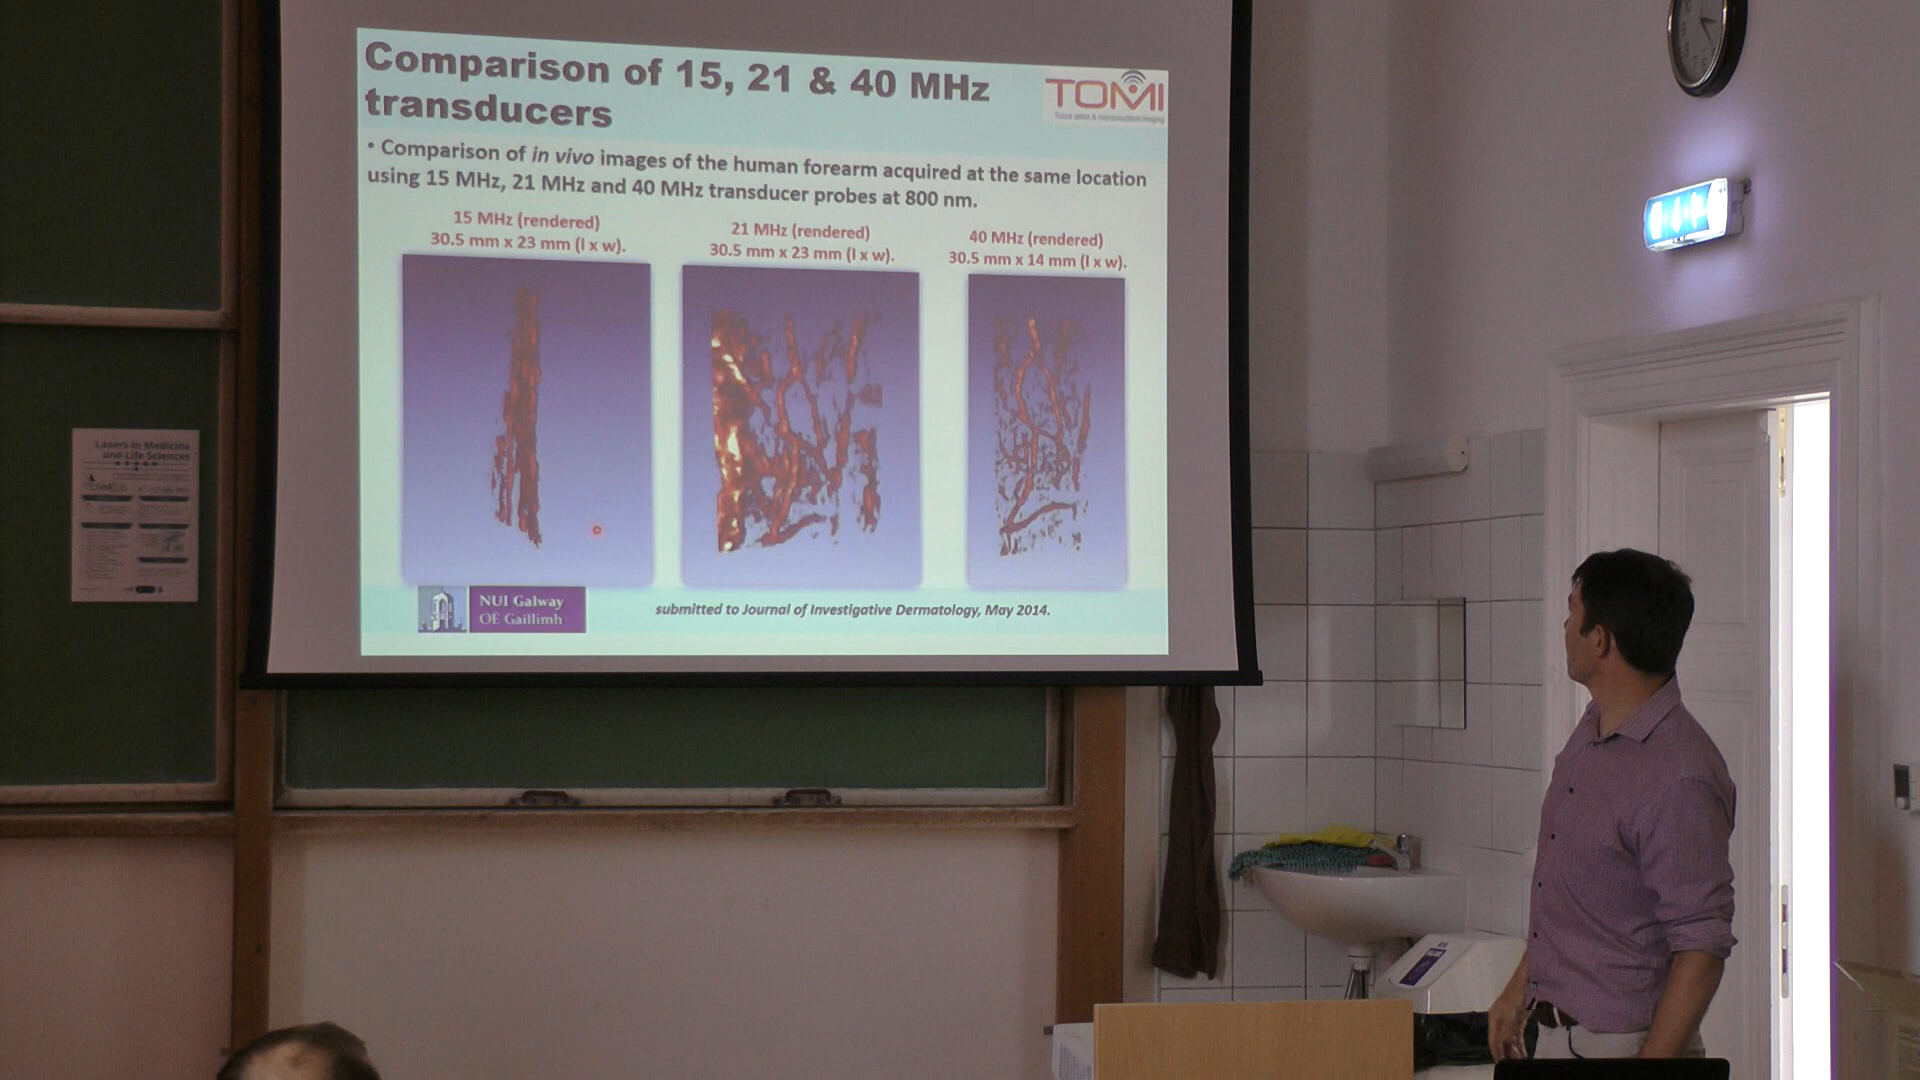 Comparison of 15, 21 & 40 MHz
transducers
TOMI
Tissue optics & microcirculation imaging
• Comparison of in vivo images of the human forearm acquired at the same location
using 15 MHz, 21 MHz and 40 MHz transducer probes at 800 nm.
15 MHz (rendered)
30.5 mm x 23 mm (l x w).
21 MHz (rendered)
30.5 mm x 23 mm (l x w).
40 MHz (rendered)
30.5 mm x 14 mm (l x w).
NUI Galway
OÉ Gaillimh
submitted to Journal of Investigative Dermatology, May 2014.
Lasers in Medicine
and Life Sciences